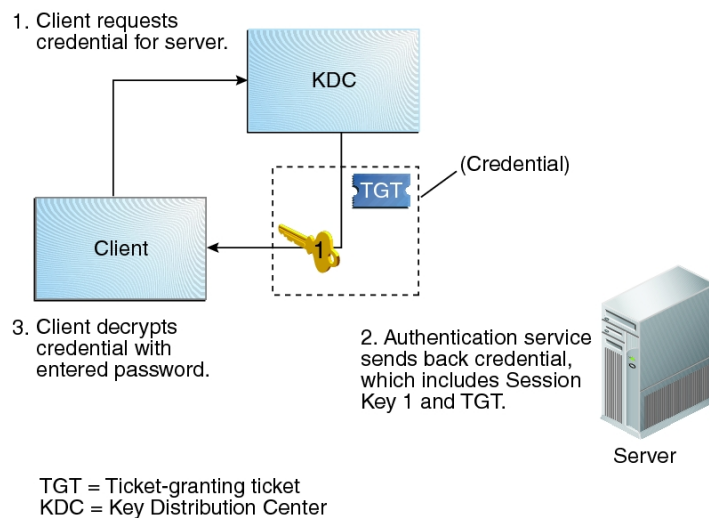 1. Client requests
credential for server.
KDC
(Credential)
TGT
1
Client
3. Client decrypts
credential with
entered password.
2. Authentication service
sends back credential,
which includes Session
Key 1 and TGT.
Server
TGT = Ticket-granting ticket
KDC = Key Distribution Center